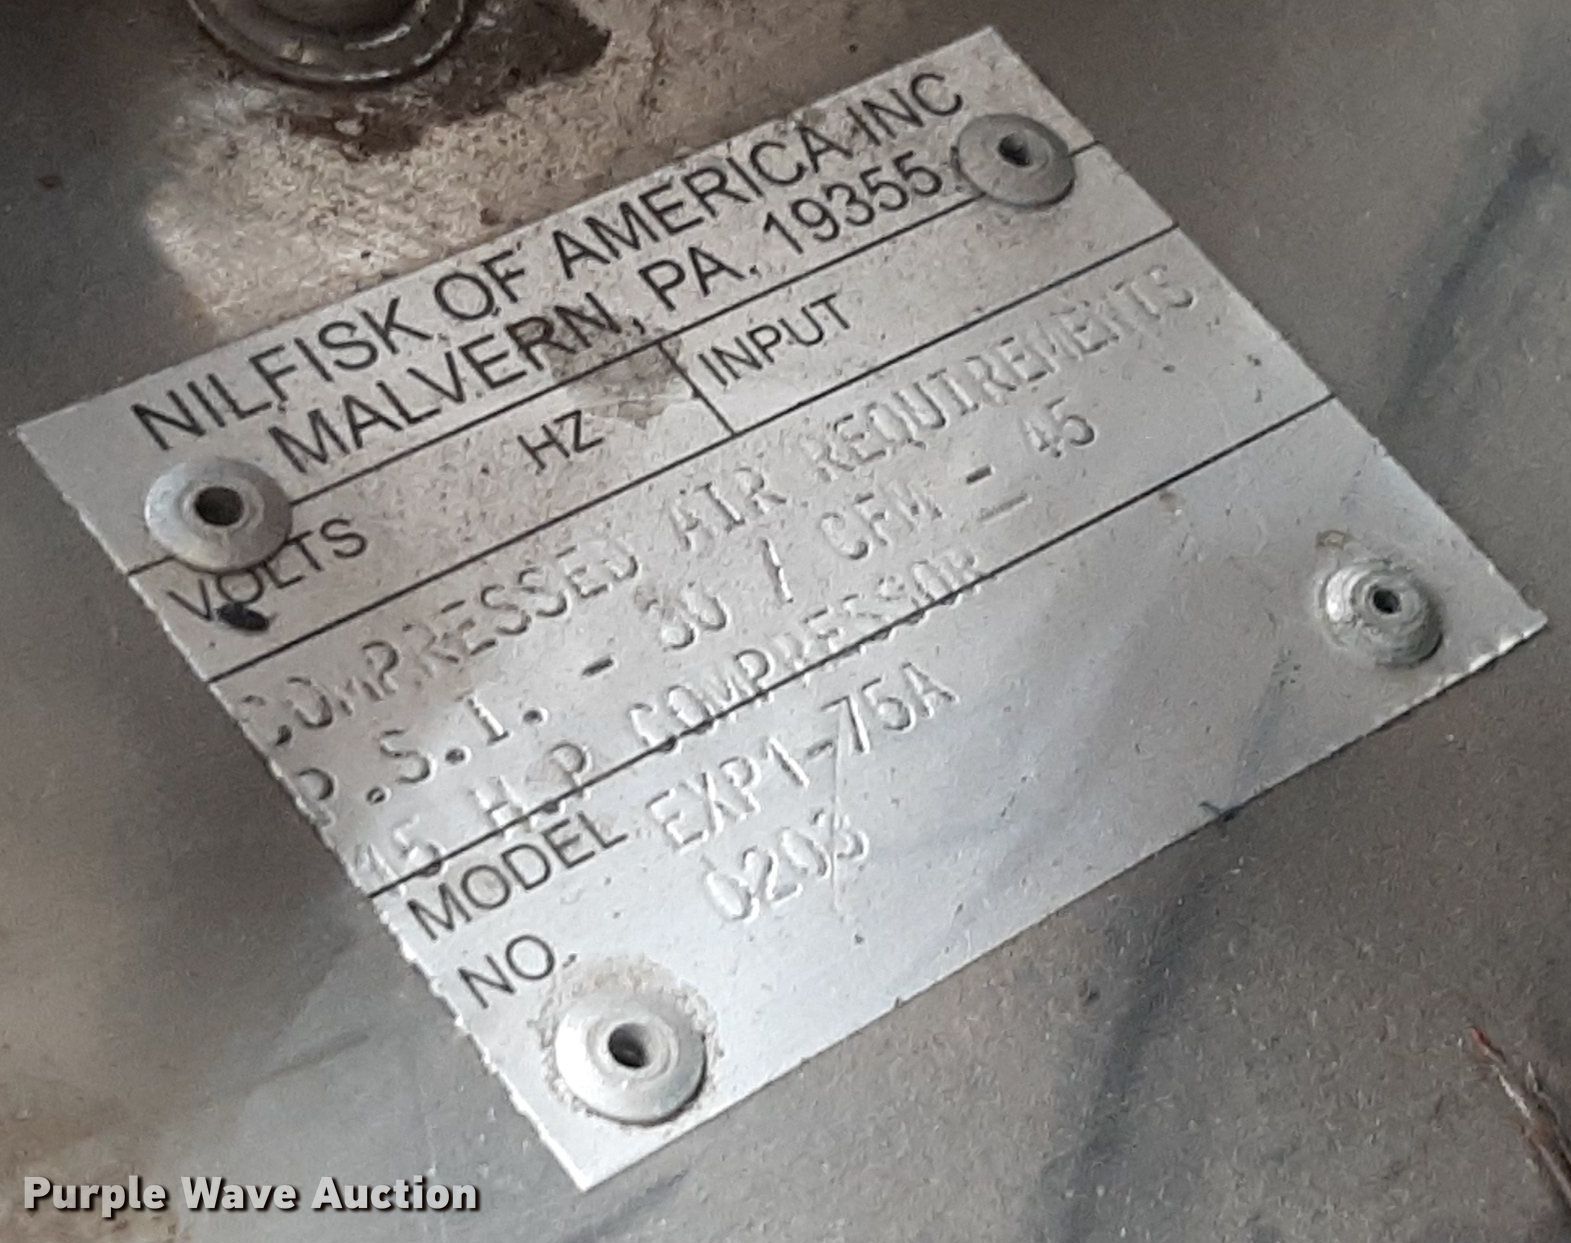 NILFISK OF AMERICA INC
MALVERN, PA. 19355
VOLTS HZ INPUT
COMPRESSED AIR REQUIREMENTS
P.S.I. - 80 / CFM - 45
15 H.P COMPRESSOR
MODEL EXP1-75A
NO. 0203
Purple Wave Auction